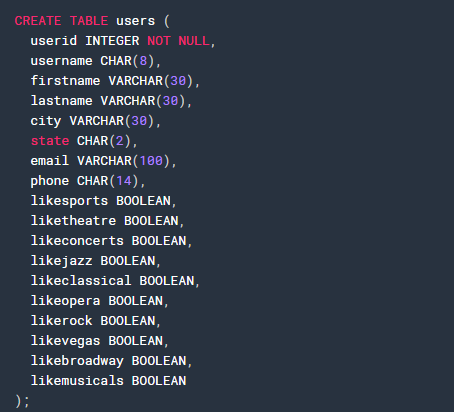 CREATE TABLE users (
  userid INTEGER NOT NULL,
  username CHAR(8),
  firstname VARCHAR(30),
  lastname VARCHAR(30),
  city VARCHAR(30),
  state CHAR(2),
  email VARCHAR(100),
  phone CHAR(14),
  likesports BOOLEAN,
  liketheatre BOOLEAN,
  likeconcerts BOOLEAN,
  likejazz BOOLEAN,
  likeclassical BOOLEAN,
  likeopera BOOLEAN,
  likerock BOOLEAN,
  likevegas BOOLEAN,
  likebroadway BOOLEAN,
  likemusicals BOOLEAN
);